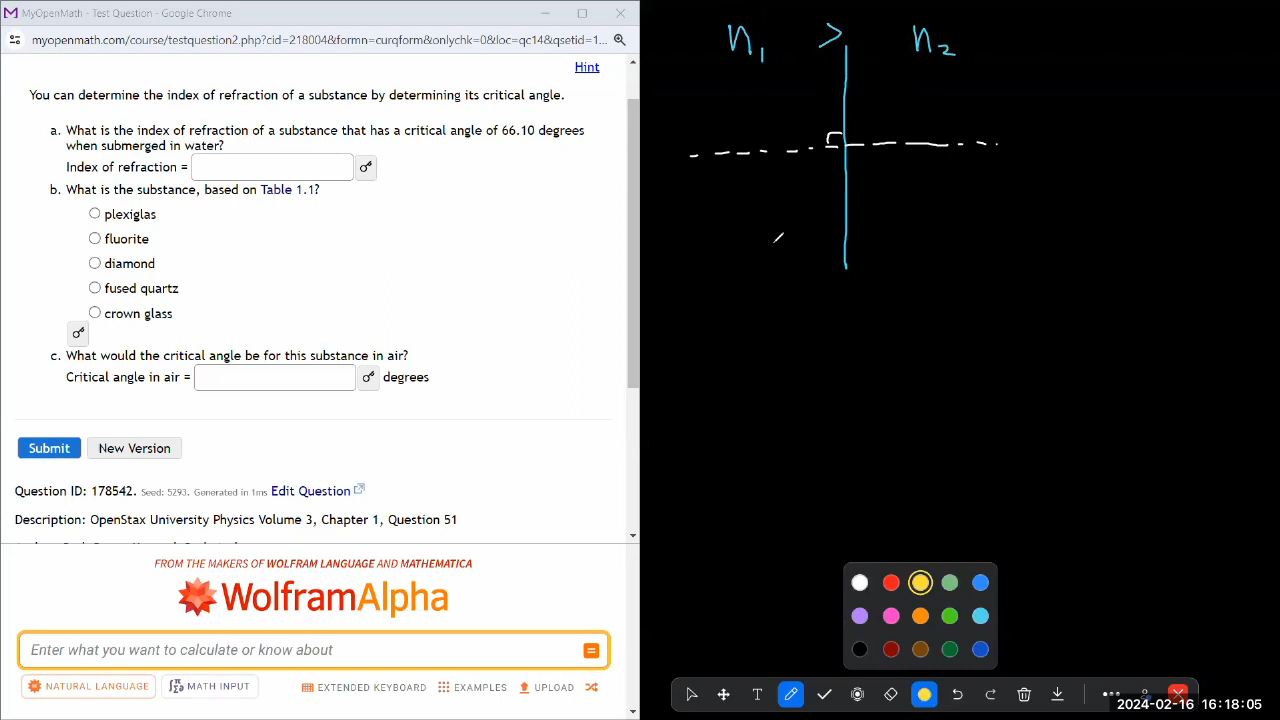 MyOpenMath - Test Question - Google Chrome
myopenmath.com/course/testquestion2.php?cid=218004&formn=curqform&onlychk=0&loc=qc14&qsetid=1...
Hint
You can determine the index of refraction of a substance by determining its critical angle.
a. What is the index of refraction of a substance that has a critical angle of 66.10 degrees
when submerged in water?
Index of refraction =
b. What is the substance, based on Table 1.1?
plexiglas
fluorite
diamond
fused quartz
crown glass
c. What would the critical angle be for this substance in air?
Critical angle in air = degrees
Submit New Version
Question ID: 178542. Seed: 5293. Generated in 1ms Edit Question
Description: OpenStax University Physics Volume 3, Chapter 1, Question 51
FROM THE MAKERS OF WOLFRAM LANGUAGE AND MATHEMATICA
WolframAlpha
Enter what you want to calculate or know about
NATURAL LANGUAGE MATH INPUT EXTENDED KEYBOARD EXAMPLES UPLOAD
n₁ > n₂
2024-02-16 16:18:05